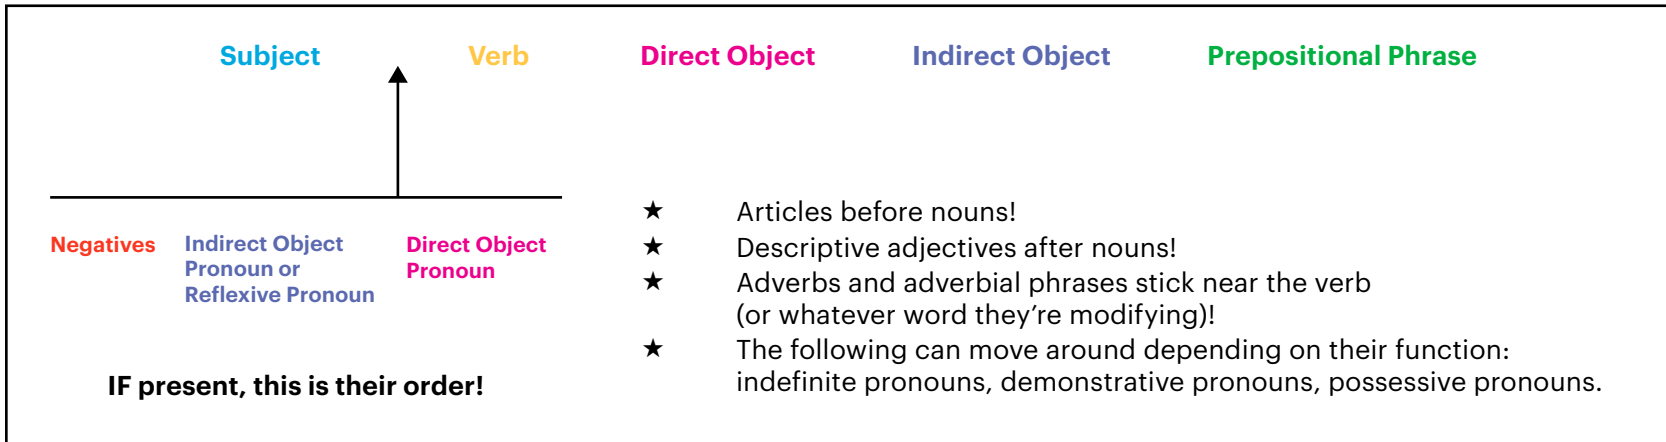 Subject Verb Direct Object Indirect Object Prepositional Phrase
Negatives
Indirect Object
Pronoun or
Reflexive Pronoun
Direct Object
Pronoun
IF present, this is their order!
★ Articles before nouns!
★ Descriptive adjectives after nouns!
★ Adverbs and adverbial phrases stick near the verb
(or whatever word they’re modifying)!
★ The following can move around depending on their function:
indefinite pronouns, demonstrative pronouns, possessive pronouns.